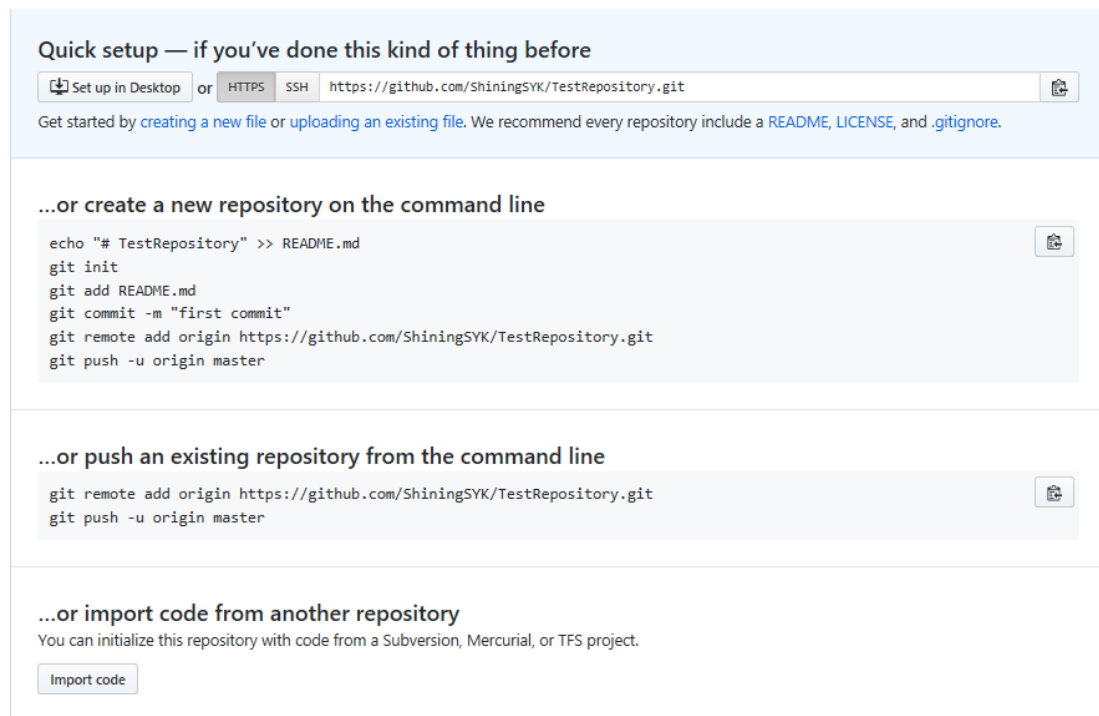 Quick setup — if you’ve done this kind of thing before
Set up in Desktop or HTTPS SSH https://github.com/ShiningSYK/TestRepository.git
Get started by creating a new file or uploading an existing file. We recommend every repository include a README, LICENSE, and .gitignore.
…or create a new repository on the command line
echo "# TestRepository" >> README.md
git init
git add README.md
git commit -m "first commit"
git remote add origin https://github.com/ShiningSYK/TestRepository.git
git push -u origin master
…or push an existing repository from the command line
git remote add origin https://github.com/ShiningSYK/TestRepository.git
git push -u origin master
…or import code from another repository
You can initialize this repository with code from a Subversion, Mercurial, or TFS project.
Import code